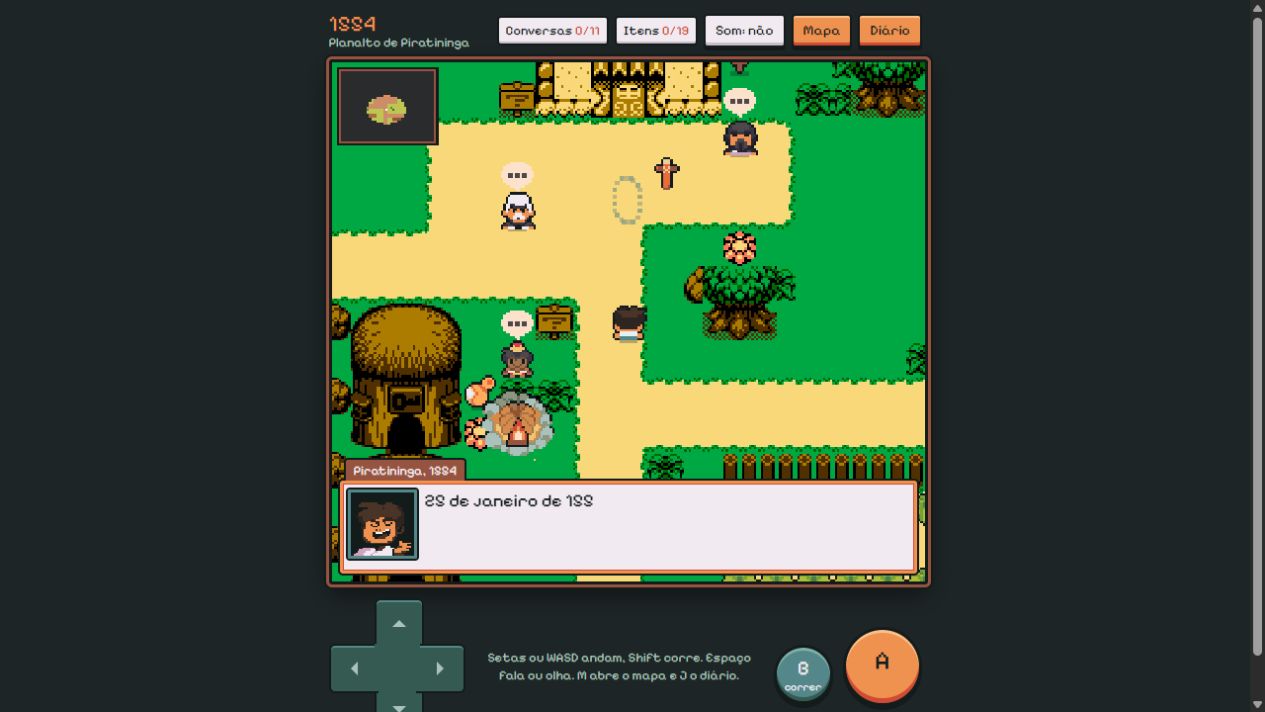 1554
Planalto de Piratininga
Conversas 0/11
Itens 0/19
Som: não
Mapa
Diário
Piratininga, 1554
25 de janeiro de 155
Setas ou WASD andam, Shift corre. Espaço
fala ou olha. M abre o mapa e J o diário.
B
correr
A